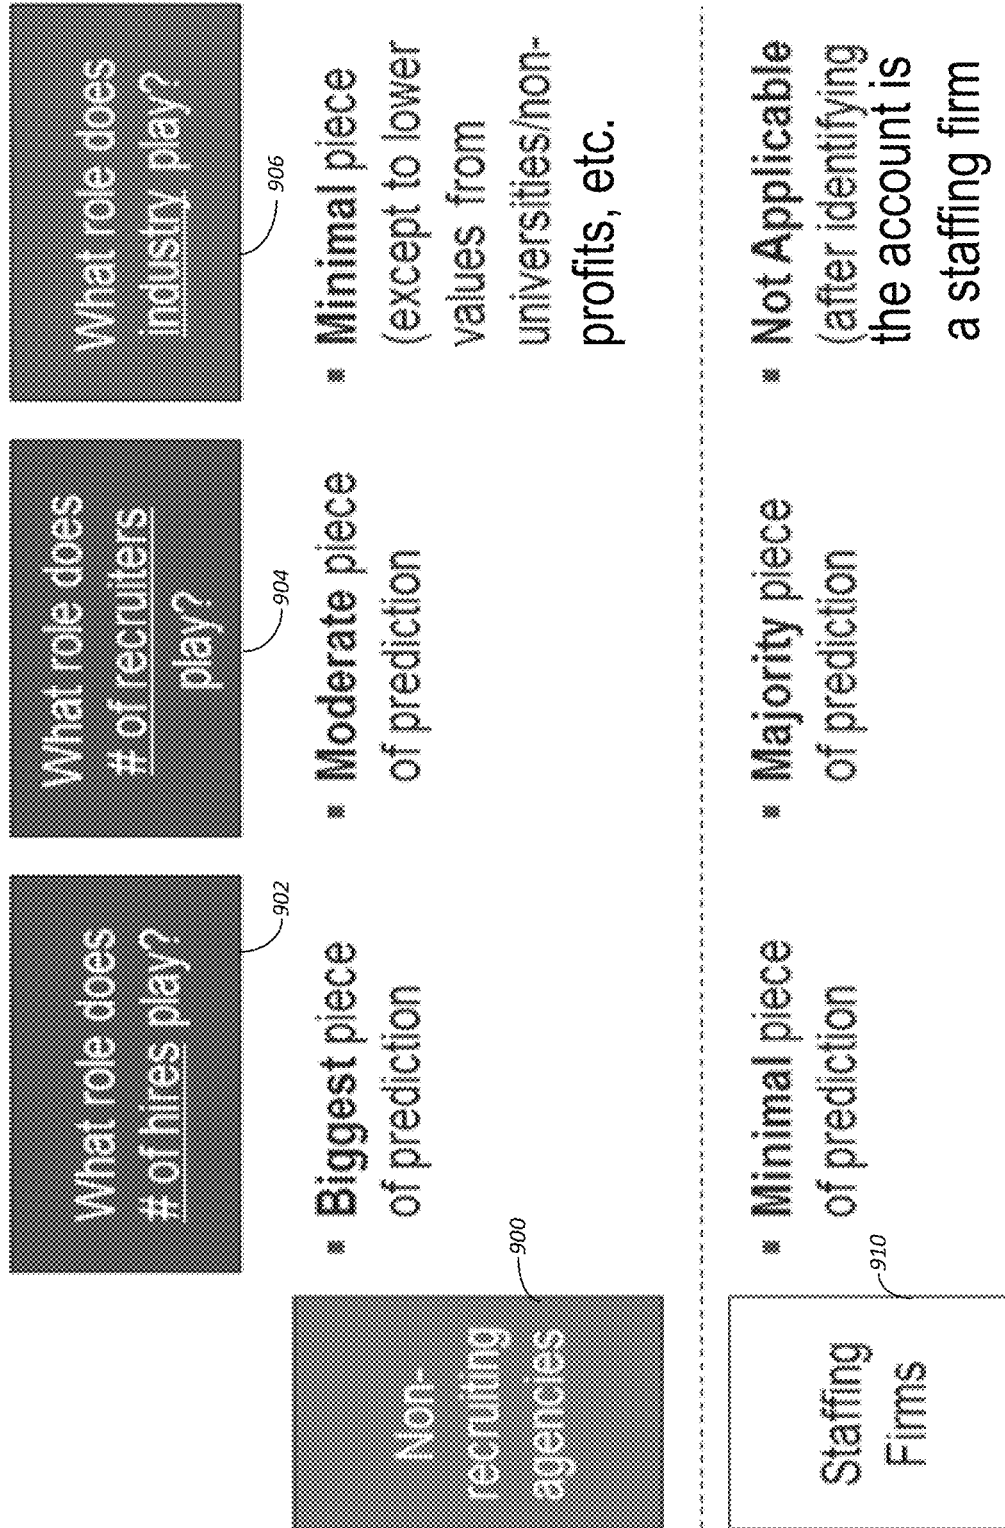 What role does
# of hires play?
902
What role does
# of recruiters
play?
904
What role does
industry play?
906
Non-
recruiting
agencies
900
▪ Biggest piece
of prediction
▪ Moderate piece
of prediction
▪ Minimal piece
(except to lower
values from
universities/non-
profits, etc.
Staffing
Firms
910
▪ Minimal piece
of prediction
▪ Majority piece
of prediction
▪ Not Applicable
(after identifying
the account is
a staffing firm